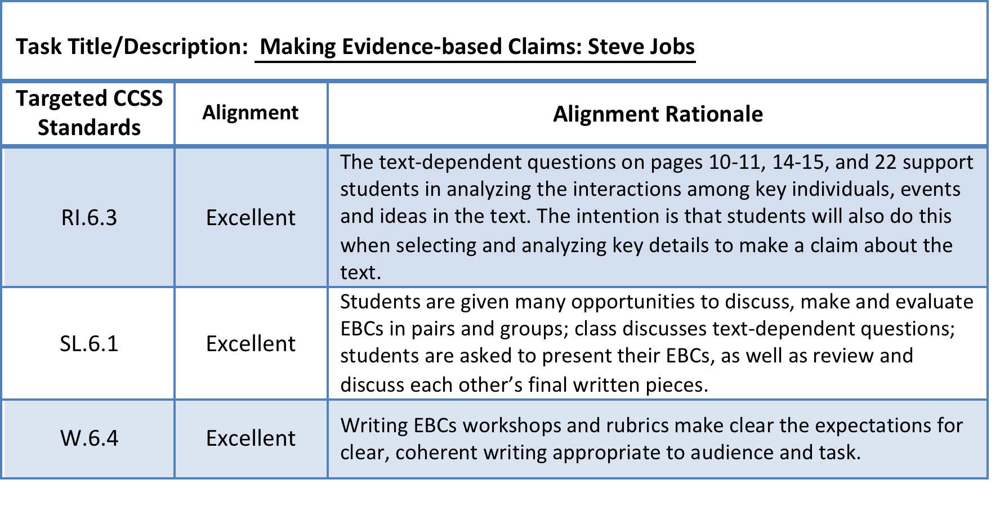 Task Title/Description: Making Evidence-based Claims: Steve Jobs
Targeted CCSS
Standards
Alignment
Alignment Rationale
RI.6.3
Excellent
The text-dependent questions on pages 10-11, 14-15, and 22 support
students in analyzing the interactions among key individuals, events
and ideas in the text. The intention is that students will also do this
when selecting and analyzing key details to make a claim about the
text.
SL.6.1
Excellent
Students are given many opportunities to discuss, make and evaluate
EBCs in pairs and groups; class discusses text-dependent questions;
students are asked to present their EBCs, as well as review and
discuss each other’s final written pieces.
W.6.4
Excellent
Writing EBCs workshops and rubrics make clear the expectations for
clear, coherent writing appropriate to audience and task.